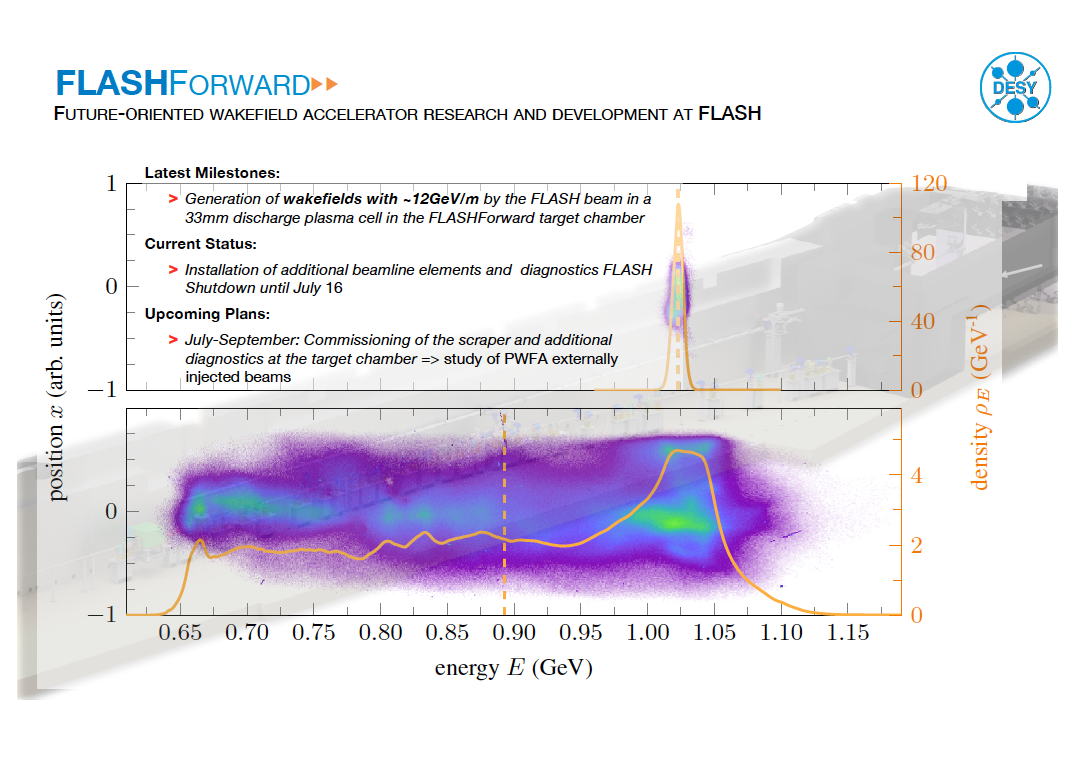 FLASHFORWARD
FUTURE-ORIENTED WAKEFIELD ACCELERATOR RESEARCH AND DEVELOPMENT AT FLASH
DESY
Latest Milestones:
> Generation of wakefields with ~12GeV/m by the FLASH beam in a
33mm discharge plasma cell in the FLASHForward target chamber
Current Status:
> Installation of additional beamline elements and diagnostics FLASH
Shutdown until July 16
Upcoming Plans:
> July-September: Commissioning of the scraper and additional
diagnostics at the target chamber => study of PWFA externally
injected beams
1
0
−1
0
−1
position x (arb. units)
120
80
40
0
4
2
0
density ρE (GeV-1)
0.65 0.70 0.75 0.80 0.85 0.90 0.95 1.00 1.05 1.10 1.15
energy E (GeV)